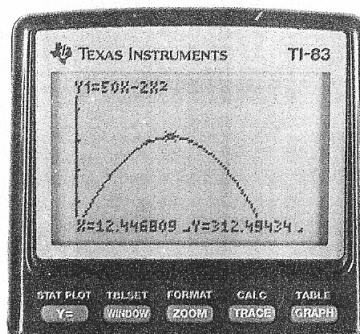 TEXAS INSTRUMENTS TI-83
Y1=50X-2X²
X=12.446809 Y=312.49434
STAT PLOT TBLSET FORMAT CALC TABLE
Y= WINDOW ZOOM TRACE GRAPH